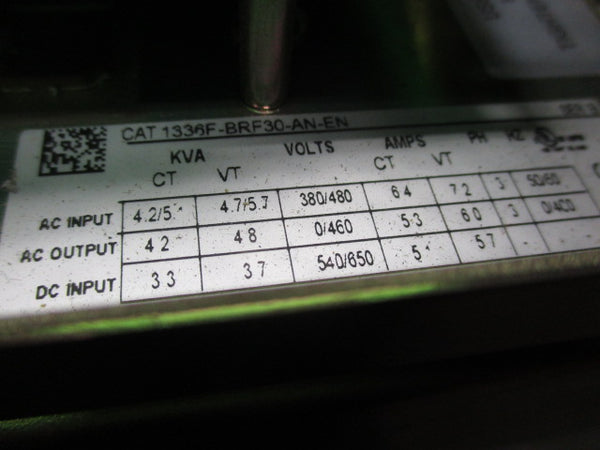 CAT 1336F-BRF30-AN-EN SER B
KVA VOLTS AMPS PH HZ
CT VT CT VT
AC INPUT 4.2/5. 4.7/5.7 380/480 6.4 7.2 3 50/60
AC OUTPUT 4.2 4.8 0/460 5.3 6.0 3 0/400
DC INPUT 3.3 3.7 540/650 5. 5.7 - -